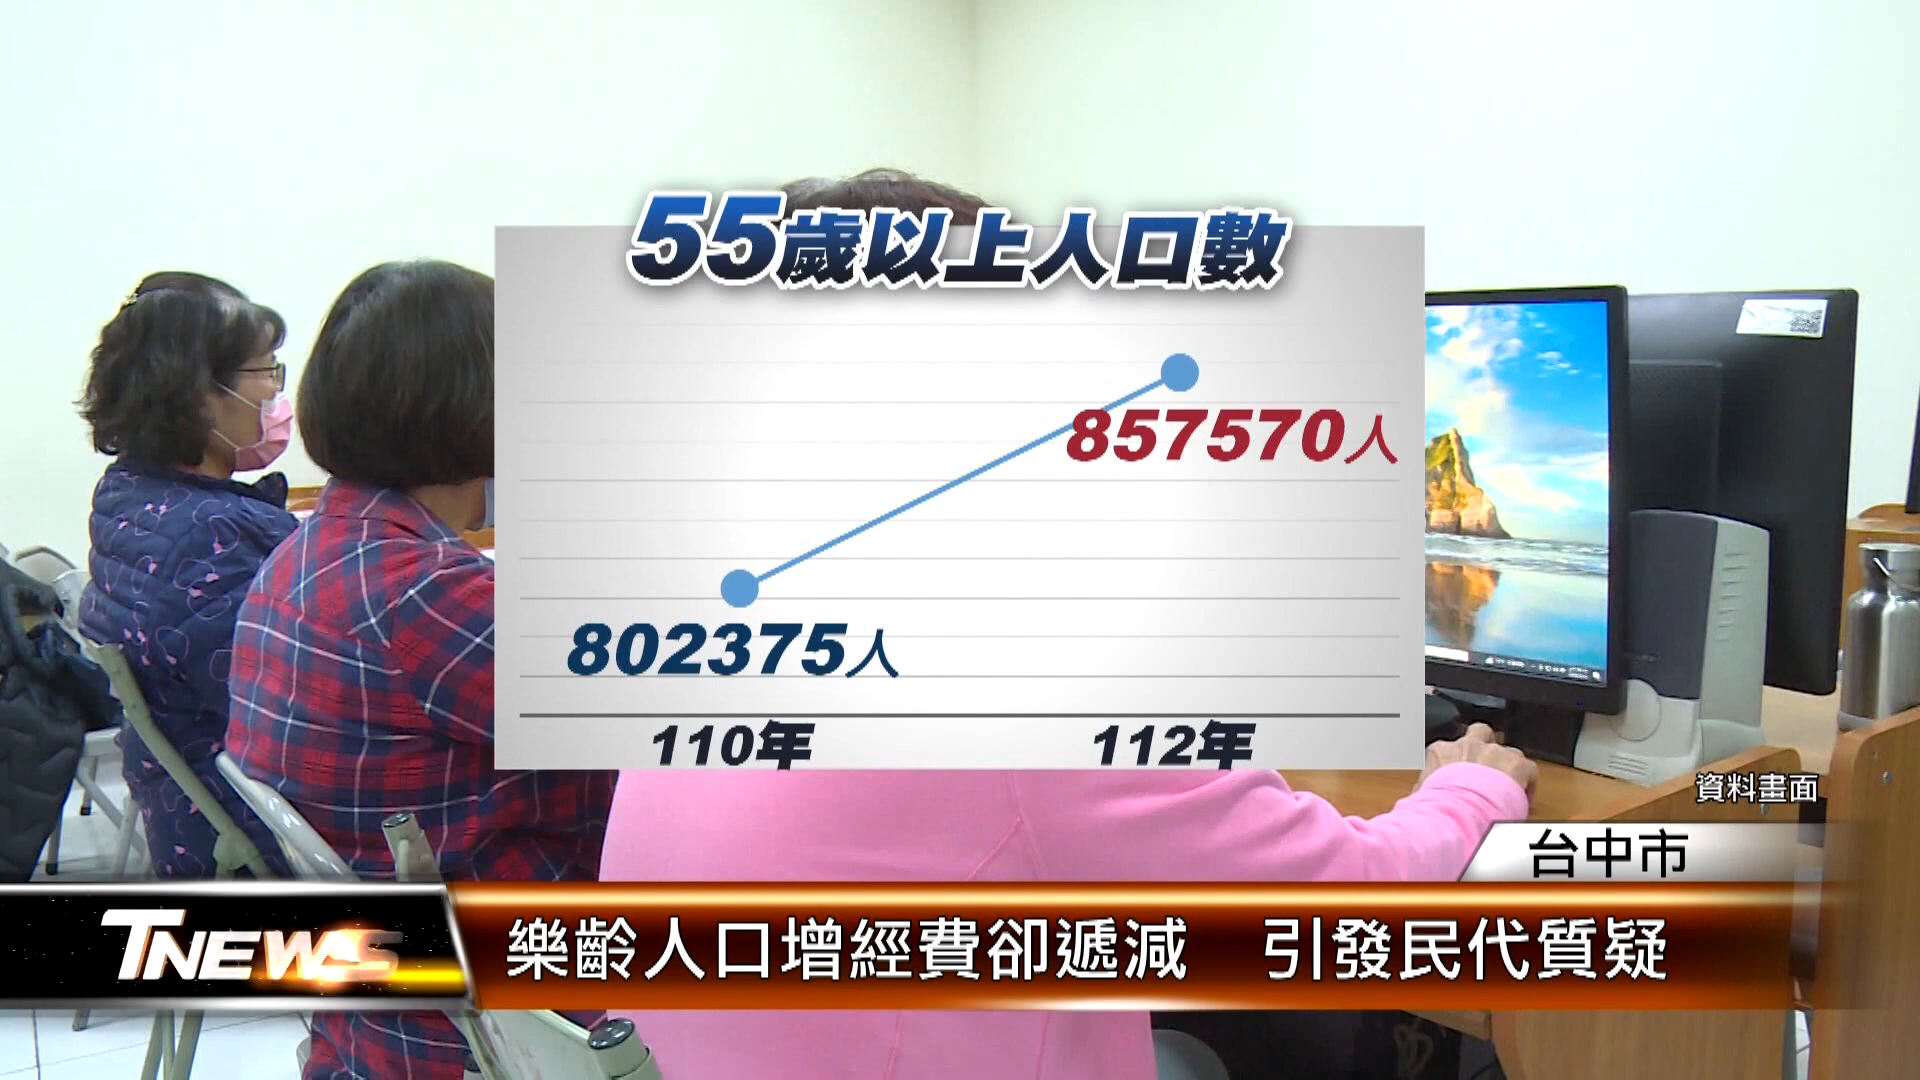 55歲以上人口數
857570人
802375人
110年 112年
資料畫面
台中市
TNEWS
樂齡人口增經費卻遞減 引發民代質疑